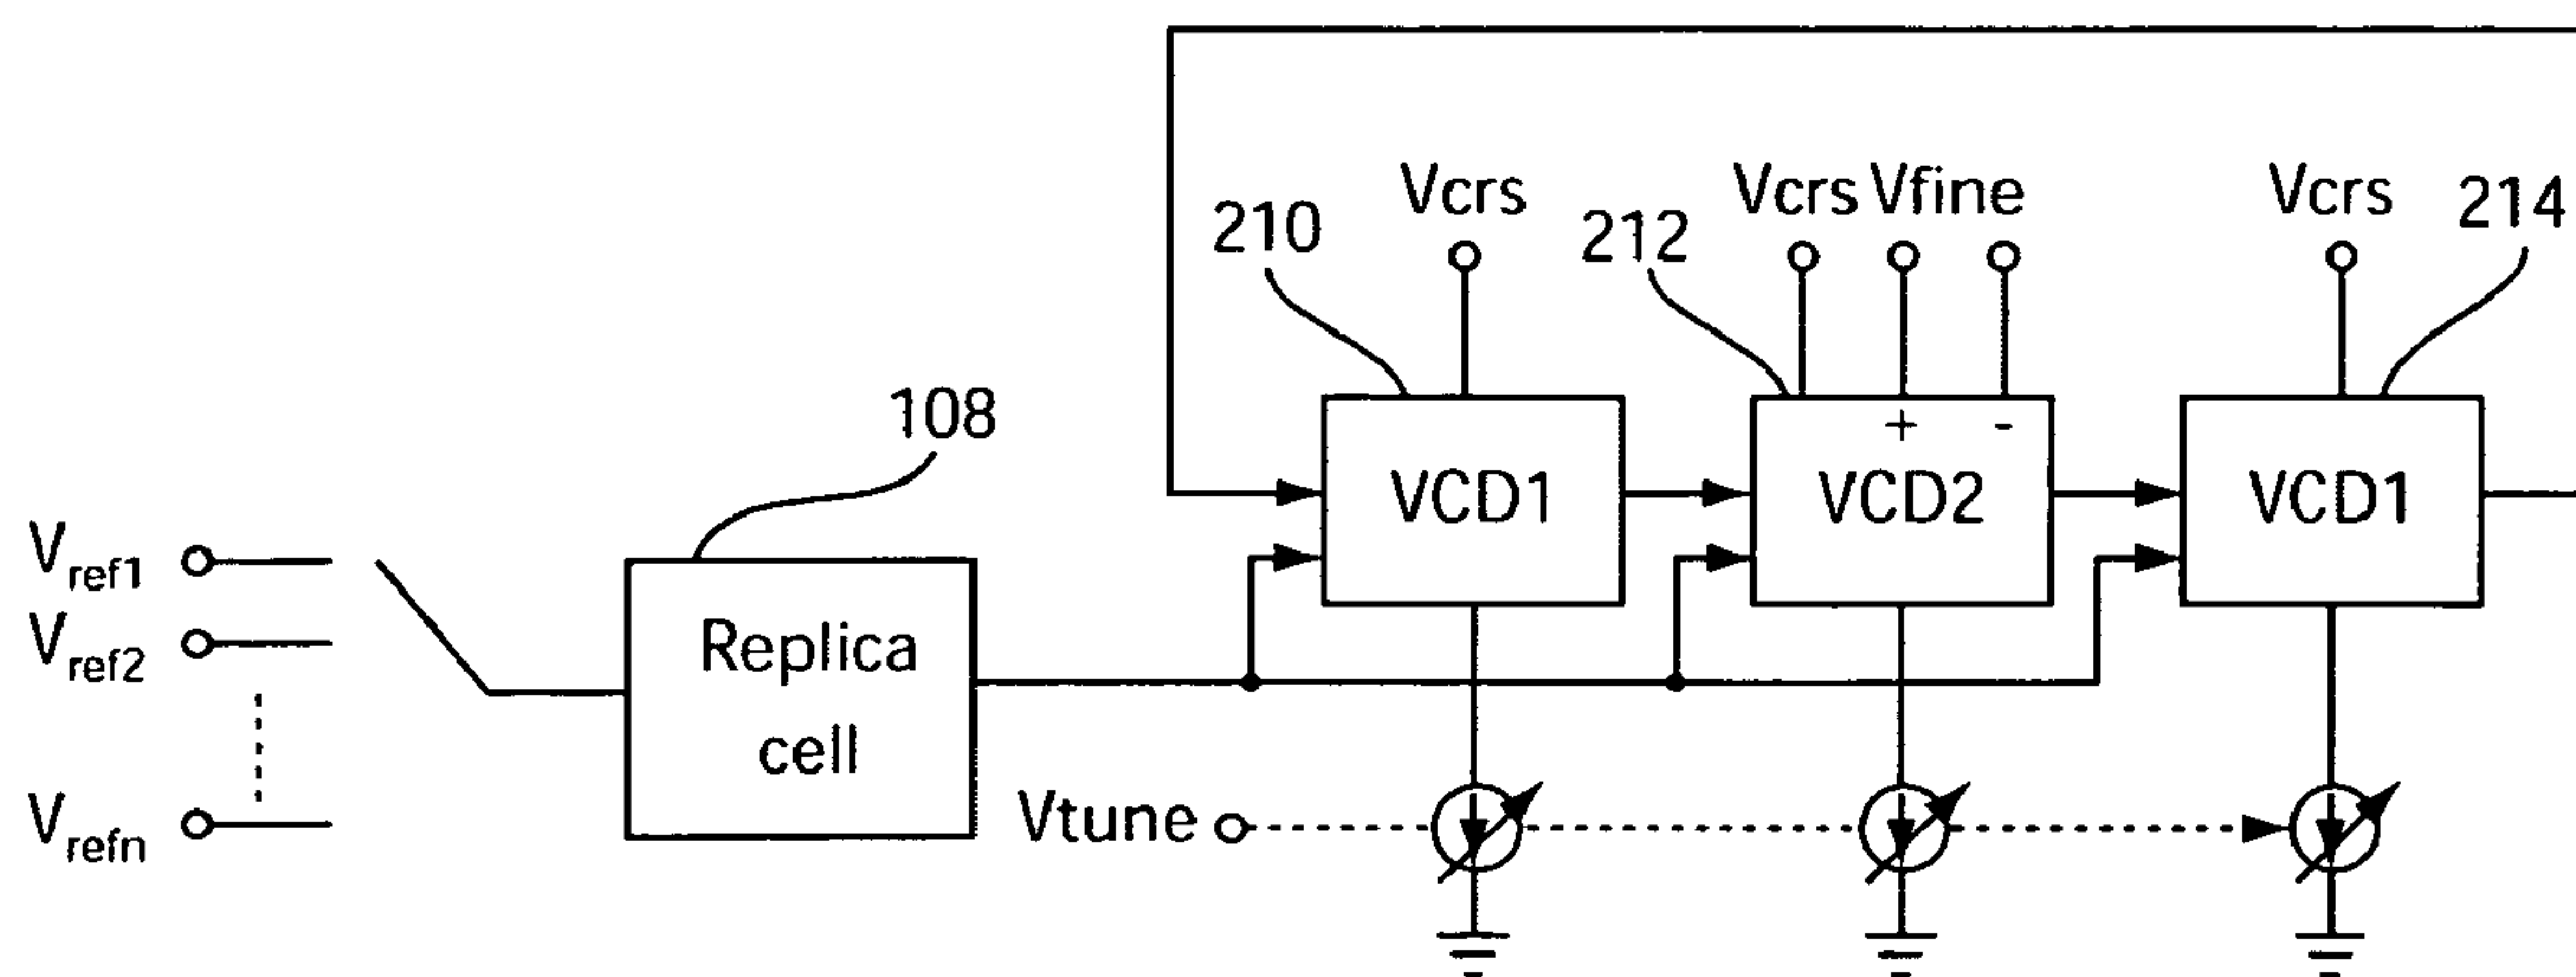 Vcrs
Vcrs Vfine
Vcrs
210
212
214
108
+ -
VCD1
VCD2
VCD1
Vref1
Vref2
Vrefn
Replica
cell
Vtune